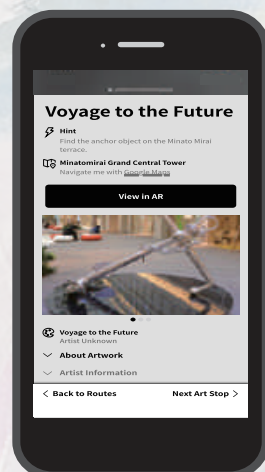 Voyage to the Future
Hint
Find the anchor object on the Minato Mirai
terrace.
Minatomirai Grand Central Tower
Navigate me with Google Maps
View in AR
Voyage to the Future
Artist Unknown
About Artwork
Artist Information
Back to Routes
Next Art Stop